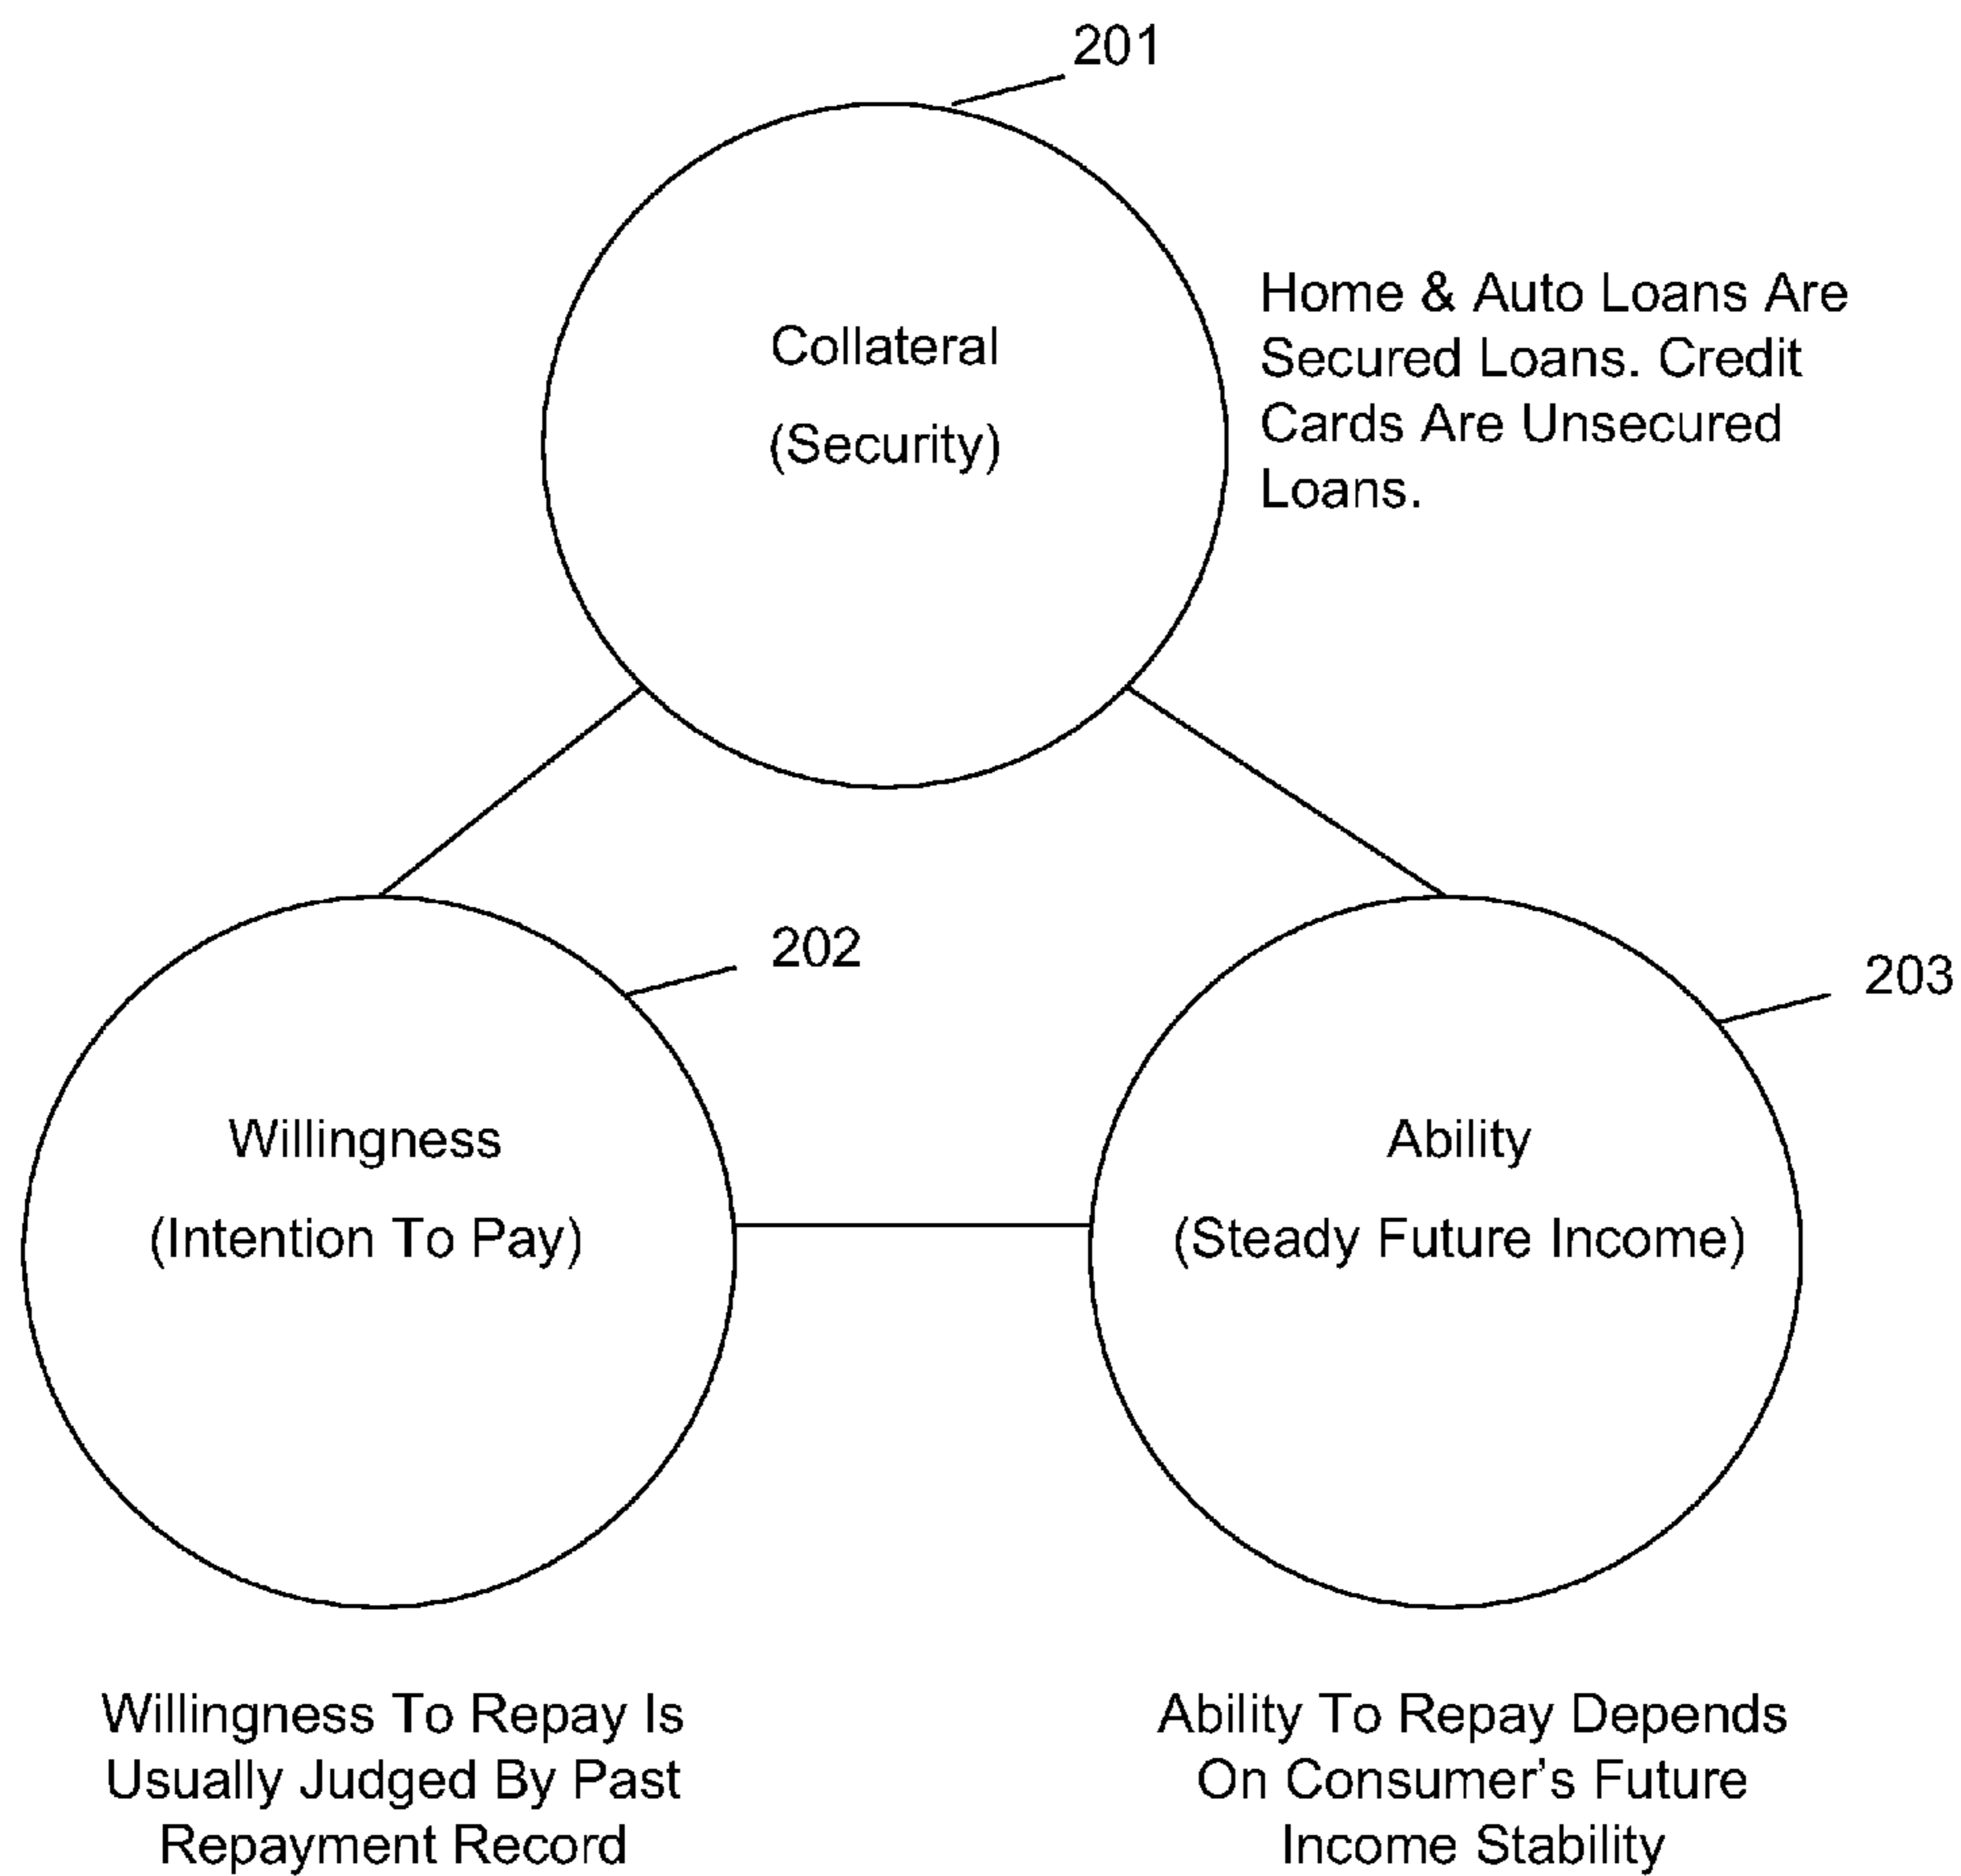 201
Collateral
(Security)
Home & Auto Loans Are
Secured Loans. Credit
Cards Are Unsecured
Loans.
202
203
Willingness
(Intention To Pay)
Ability
(Steady Future Income)
Willingness To Repay Is
Usually Judged By Past
Repayment Record
Ability To Repay Depends
On Consumer's Future
Income Stability